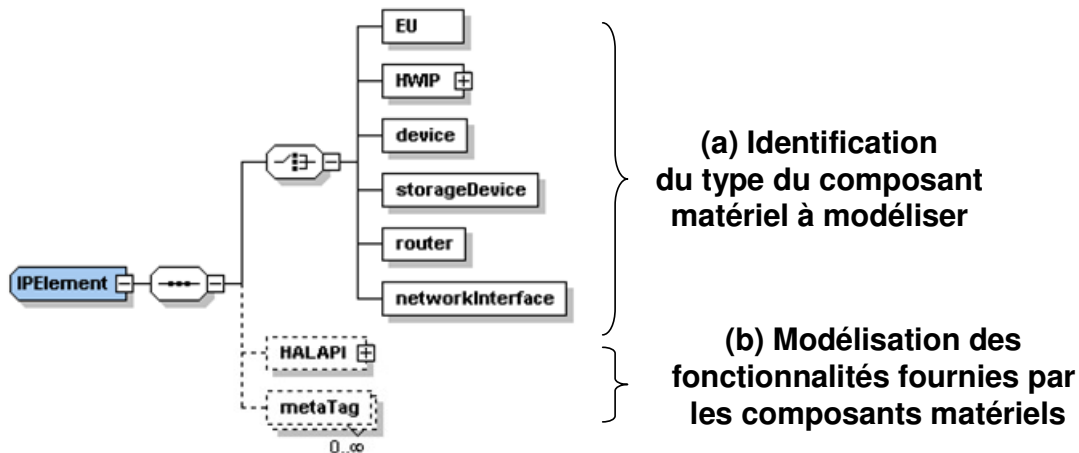 EU
HWIP
device
storageDevice
router
networkInterface
IPElement
HALAPI
metaTag
0..∞
(a) Identification
du type du composant
matériel à modéliser
(b) Modélisation des
fonctionnalités fournies par
les composants matériels